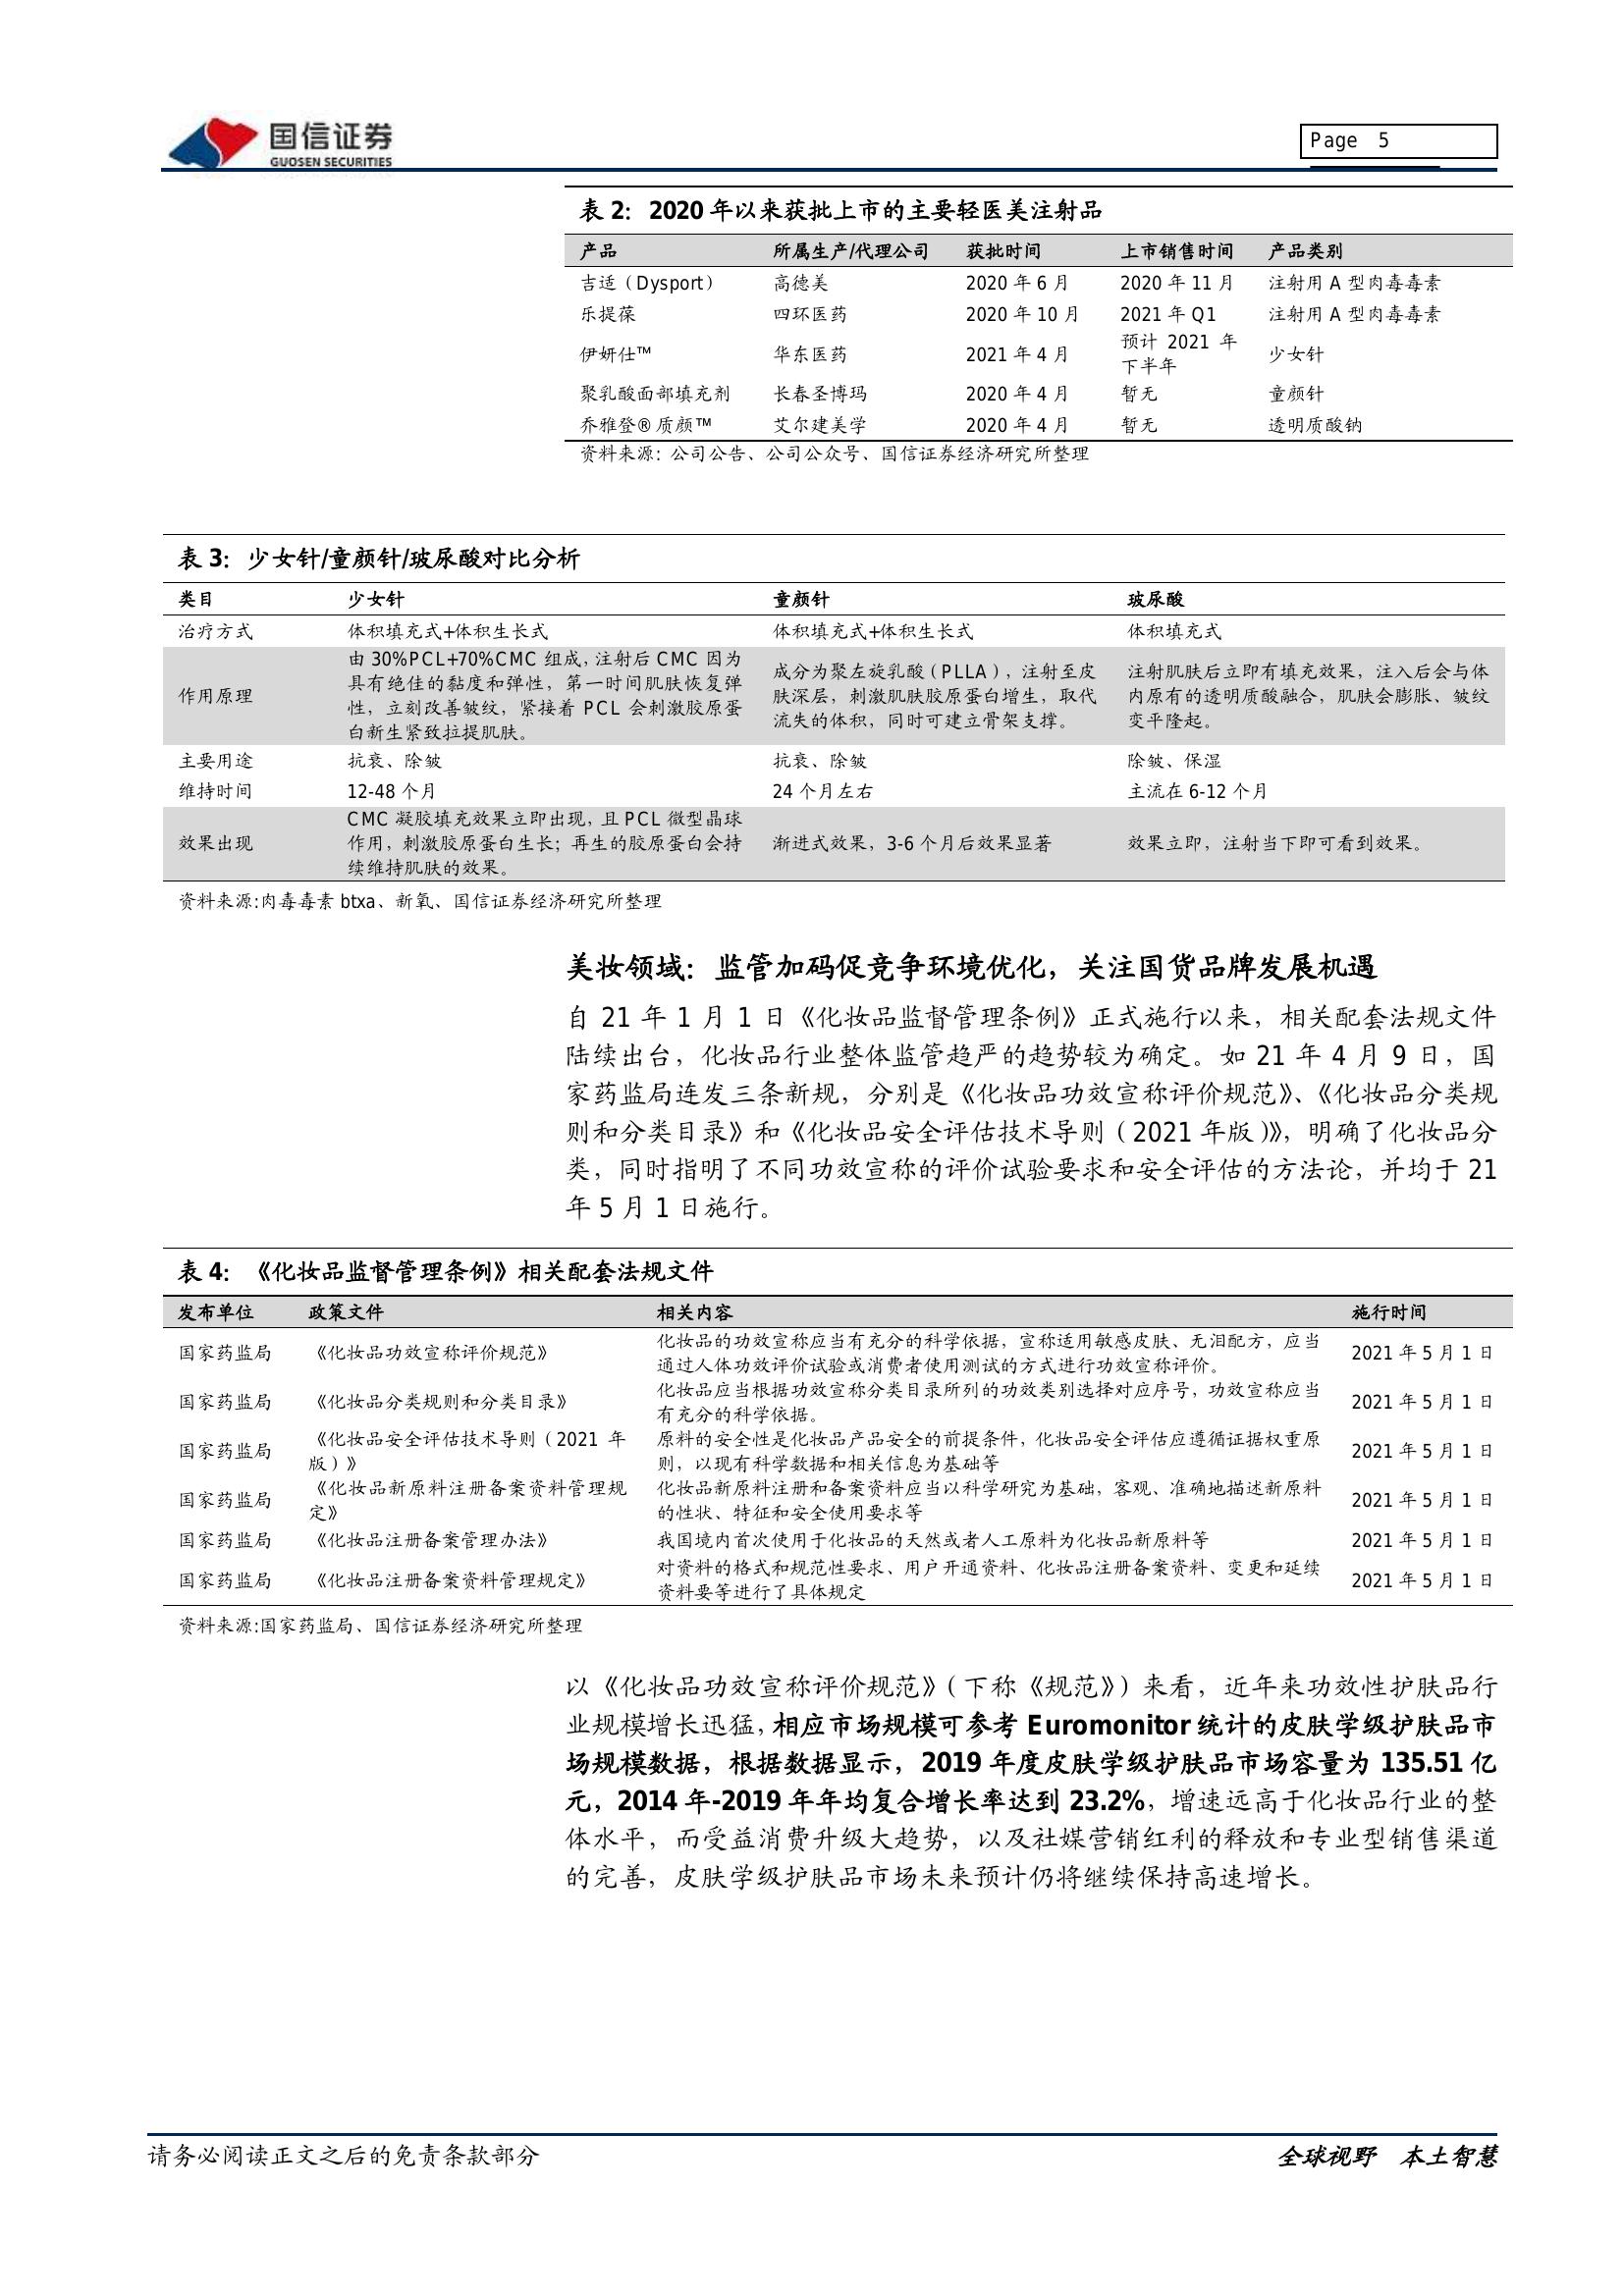 国信证券
GUOSEN SECURITIES
Page 5
表 2：2020 年以来获批上市的主要轻医美注射品
产品 所属生产/代理公司 获批时间 上市销售时间 产品类别
吉适（Dysport） 高德美 2020 年 6 月 2020 年 11 月 注射用 A 型肉毒毒素
乐提葆 四环医药 2020 年 10 月 2021 年 Q1 注射用 A 型肉毒毒素
伊妍仕™ 华东医药 2021 年 4 月 预计 2021 年
下半年 少女针
聚乳酸面部填充剂 长春圣博玛 2020 年 4 月 暂无 童颜针
乔雅登®质颜™ 艾尔建美学 2020 年 4 月 暂无 透明质酸钠
资料来源：公司公告、公司公众号、国信证券经济研究所整理
表 3：少女针/童颜针/玻尿酸对比分析
类目 少女针 童颜针 玻尿酸
治疗方式 体积填充式+体积生长式 体积填充式+体积生长式 体积填充式
作用原理
由 30%PCL+70%CMC 组成，注射后 CMC 因为
具有绝佳的黏度和弹性，第一时间肌肤恢复弹
性，立刻改善皱纹，紧接着 PCL 会刺激胶原蛋
白新生紧致拉提肌肤。
成分为聚左旋乳酸（PLLA），注射至皮
肤深层，刺激肌肤胶原蛋白增生，取代
流失的体积，同时可建立骨架支撑。
注射肌肤后立即有填充效果，注入后会与体
内原有的透明质酸融合，肌肤会膨胀、皱纹
变平隆起。
主要用途 抗衰、除皱 抗衰、除皱 除皱、保湿
维持时间 12-48 个月 24 个月左右 主流在 6-12 个月
效果出现
CMC 凝胶填充效果立即出现，且 PCL 微型晶球
作用，刺激胶原蛋白生长；再生的胶原蛋白会持
续维持肌肤的效果。
渐进式效果，3-6 个月后效果显著
效果立即，注射当下即可看到效果。
资料来源:肉毒毒素 btxa、新氧、国信证券经济研究所整理
美妆领域：监管加码促竞争环境优化，关注国货品牌发展机遇
自 21 年 1 月 1 日《化妆品监督管理条例》正式施行以来，相关配套法规文件
陆续出台，化妆品行业整体监管趋严的趋势较为确定。如 21 年 4 月 9 日，国
家药监局连发三条新规，分别是《化妆品功效宣称评价规范》、《化妆品分类规
则和分类目录》和《化妆品安全评估技术导则（2021 年版）》，明确了化妆品分
类，同时指明了不同功效宣称的评价试验要求和安全评估的方法论，并均于 21
年 5 月 1 日施行。
表 4：《化妆品监督管理条例》相关配套法规文件
发布单位 政策文件 相关内容 施行时间
国家药监局 《化妆品功效宣称评价规范》 化妆品的功效宣称应当有充分的科学依据，宣称适用敏感皮肤、无泪配方，应当
通过人体功效评价试验或消费者使用测试的方式进行功效宣称评价。 2021 年 5 月 1 日
国家药监局 《化妆品分类规则和分类目录》 化妆品应当根据功效宣称分类目录所列的功效类别选择对应序号，功效宣称应当
有充分的科学依据。 2021 年 5 月 1 日
国家药监局 《化妆品安全评估技术导则（2021 年
版）》 原料的安全性是化妆品产品安全的前提条件，化妆品安全评估应遵循证据权重原
则，以现有科学数据和相关信息为基础等 2021 年 5 月 1 日
国家药监局 《化妆品新原料注册备案资料管理规
定》 化妆品新原料注册和备案资料应当以科学研究为基础，客观、准确地描述新原料
的性状、特征和安全使用要求等 2021 年 5 月 1 日
国家药监局 《化妆品注册备案管理办法》 我国境内首次使用于化妆品的天然或者人工原料为化妆品新原料等 2021 年 5 月 1 日
国家药监局 《化妆品注册备案资料管理规定》 对资料的格式和规范性要求、用户开通资料、化妆品注册备案资料、变更和延续
资料要等进行了具体规定 2021 年 5 月 1 日
资料来源:国家药监局、国信证券经济研究所整理
以《化妆品功效宣称评价规范》（下称《规范》）来看，近年来功效性护肤品行
业规模增长迅猛，相应市场规模可参考 Euromonitor 统计的皮肤学级护肤品市
场规模数据，根据数据显示，2019 年度皮肤学级护肤品市场容量为 135.51 亿
元，2014 年-2019 年年均复合增长率达到 23.2%，增速远高于化妆品行业的整
体水平，而受益消费升级大趋势，以及社媒营销红利的释放和专业型销售渠道
的完善，皮肤学级护肤品市场未来预计仍将继续保持高速增长。
请务必阅读正文之后的免责条款部分
全球视野 本土智慧